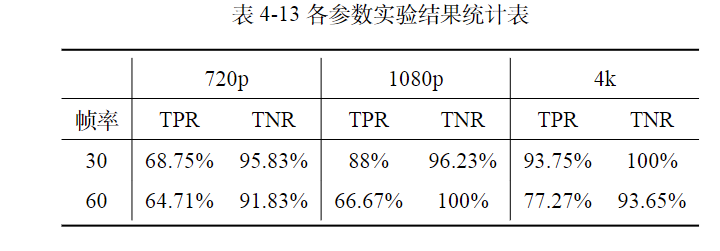 表 4-13 各参数实验结果统计表
720p 1080p 4k
帧率 TPR TNR TPR TNR TPR TNR
30 68.75% 95.83% 88% 96.23% 93.75% 100%
60 64.71% 91.83% 66.67% 100% 77.27% 93.65%